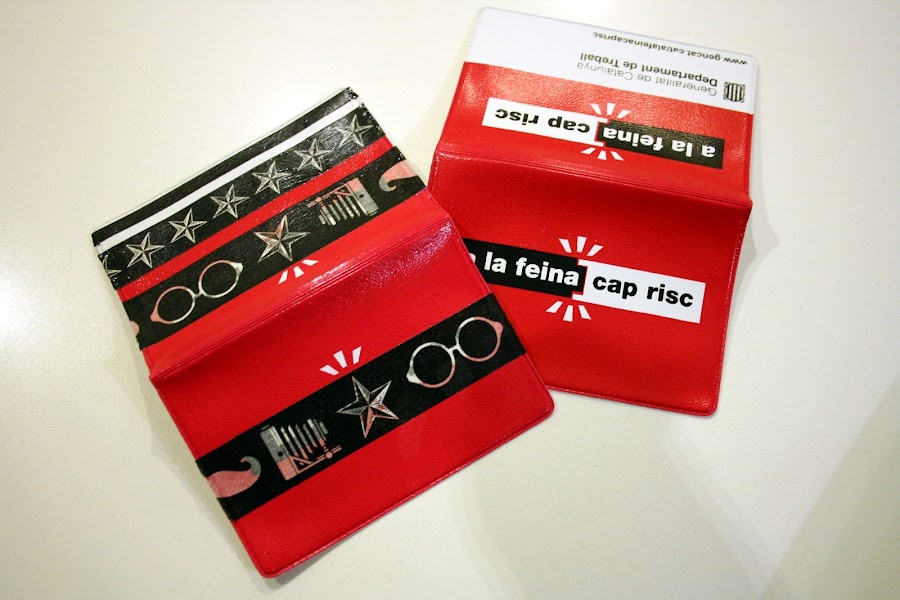 www.gencat.cat/alafeinacaprisc
Generalitat de Catalunya
Departament de Treball
a la feina cap risc
a la feina cap risc